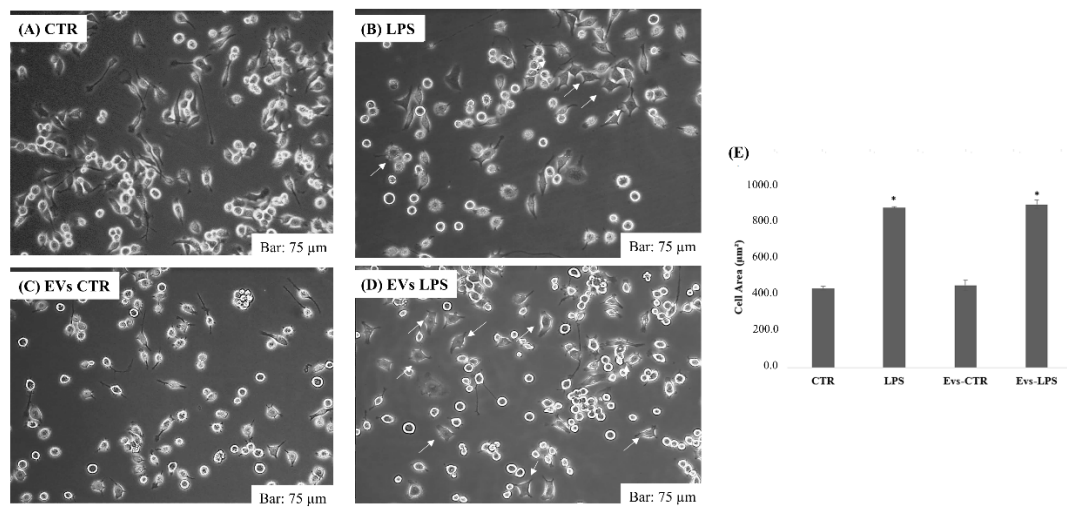 (A) CTR
Bar: 75 µm
(B) LPS
Bar: 75 µm
(C) EVs CTR
Bar: 75 µm
(D) EVs LPS
Bar: 75 µm
(E)
Cell Area (µm²)
1000.0
800.0
600.0
400.0
200.0
0.0
*
*
CTR LPS Evs-CTR Evs-LPS